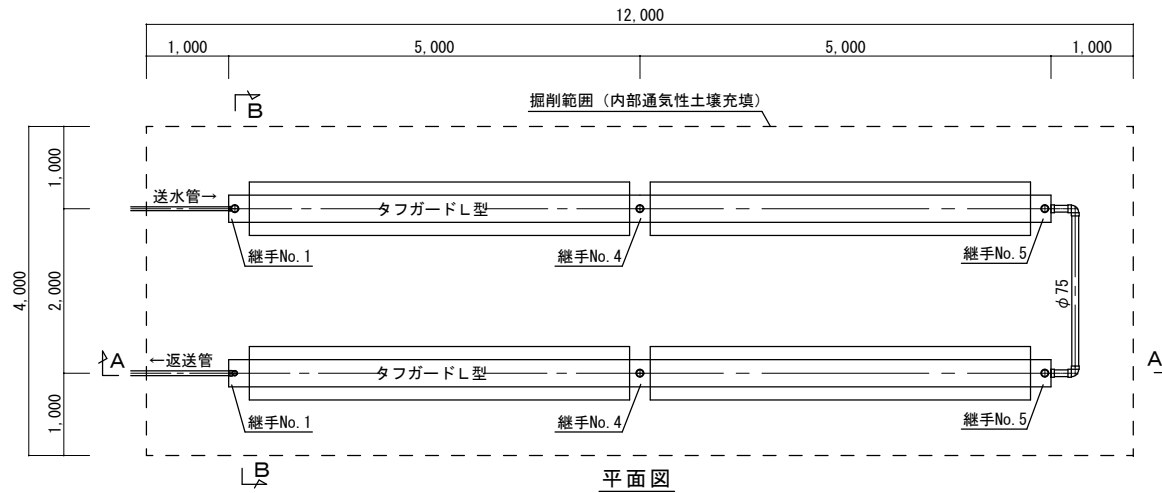 12,000
1,000
5,000
5,000
1,000
B
掘削範囲（内部通気性土壌充填）
1,000
送水管→
タフガードＬ型
継手No.1
継手No.4
継手No.5
4,000
2,000
φ75
A
←返送管
A
タフガードＬ型
1,000
継手No.1
継手No.4
継手No.5
B
平面図